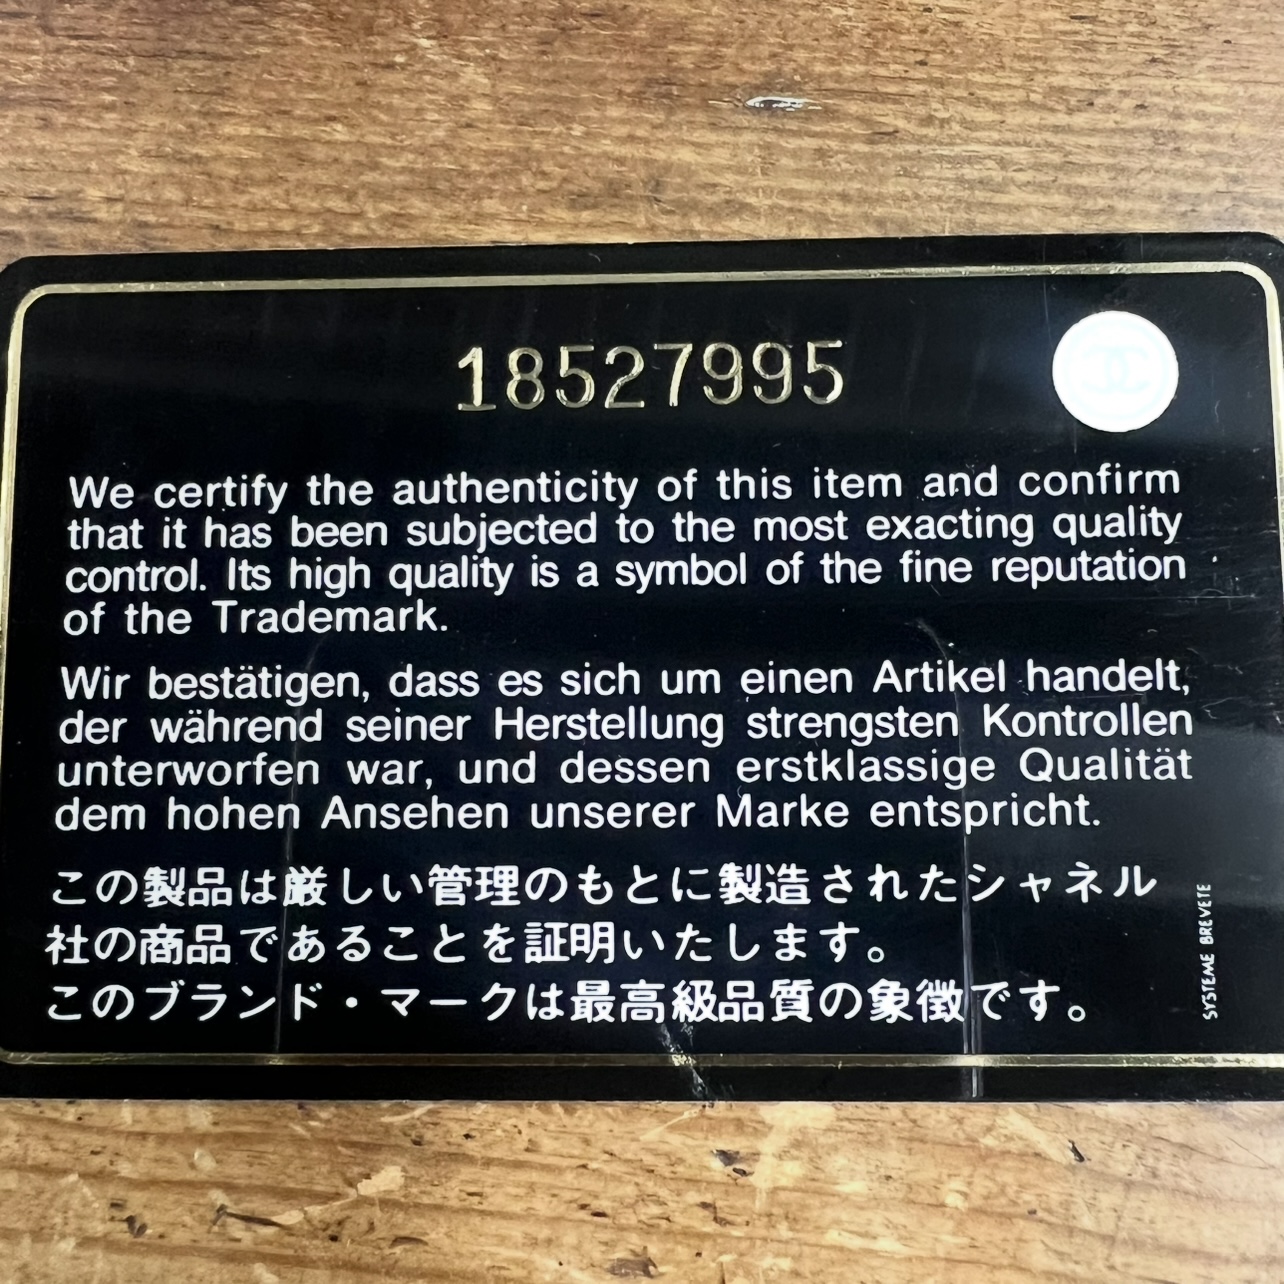 18527995
We certify the authenticity of this item and confirm
that it has been subjected to the most exacting quality
control. Its high quality is a symbol of the fine reputation
of the Trademark.
Wir bestätigen, dass es sich um einen Artikel handelt,
der während seiner Herstellung strengsten Kontrollen
unterworfen war, und dessen erstklassige Qualität
dem hohen Ansehen unserer Marke entspricht.
この製品は厳しい管理のもとに製造されたシャネル
社の商品であることを証明いたします。
このブランド・マークは最高級品質の象徴です。
SYSTEME BREVETE